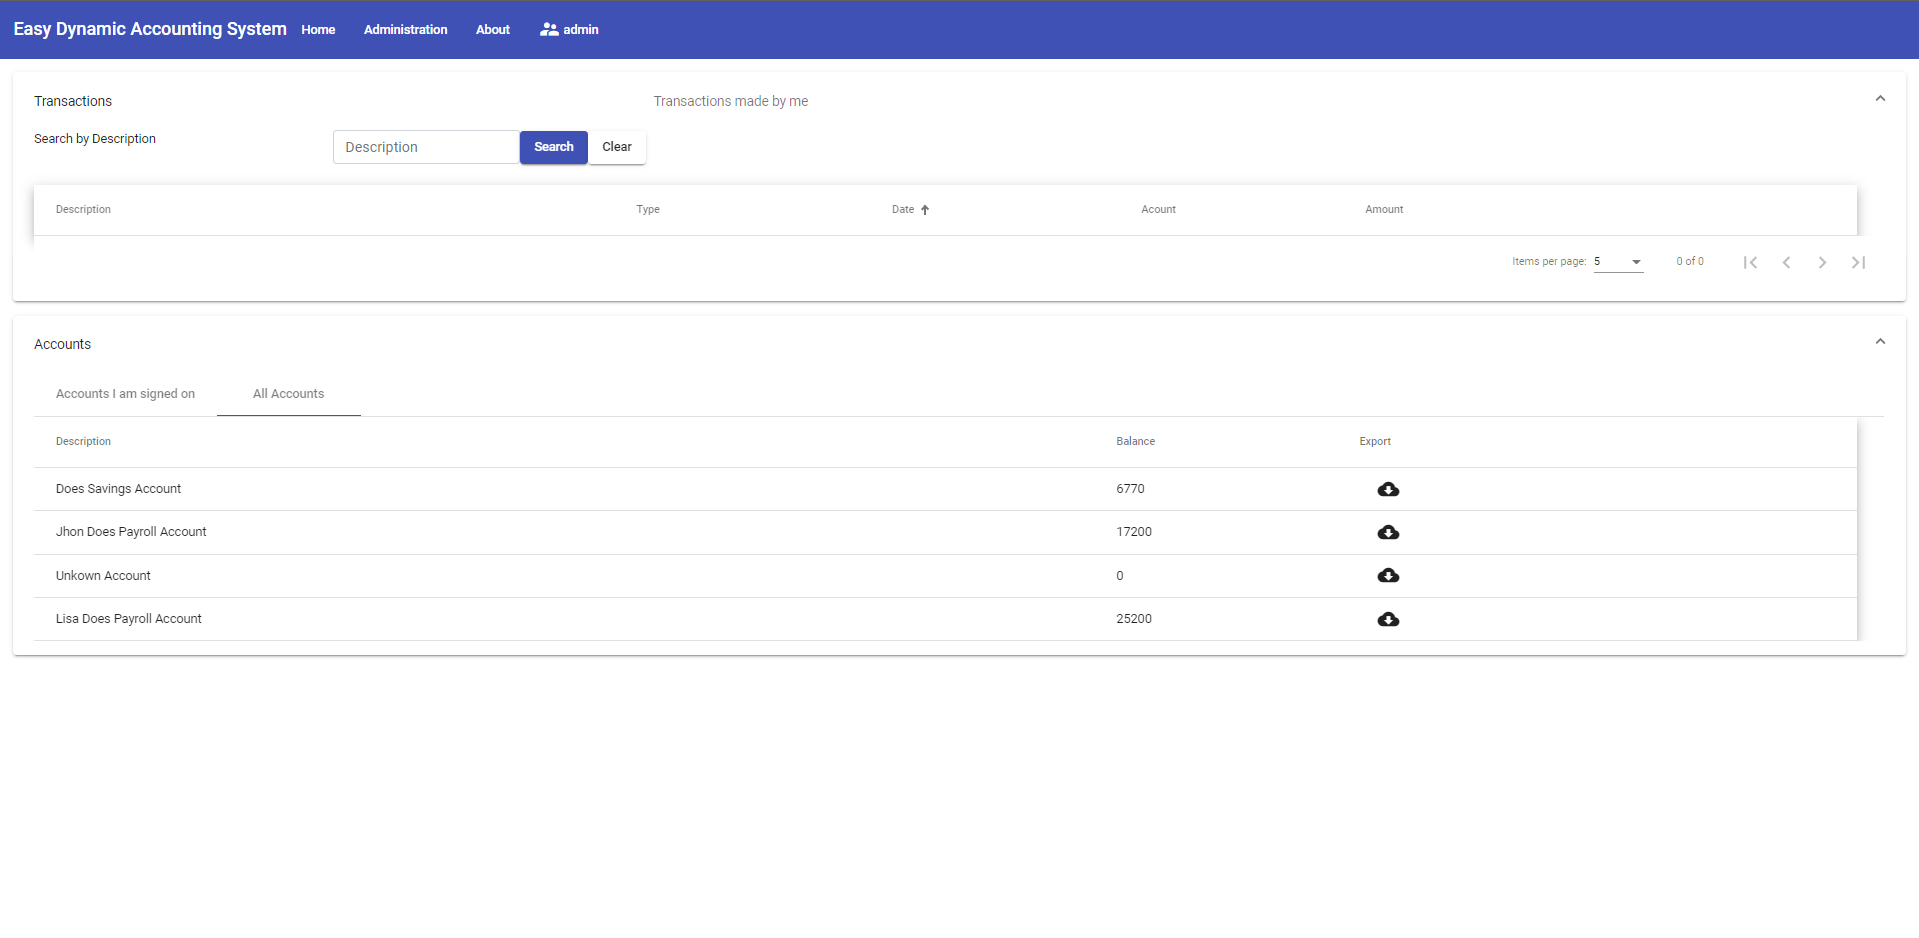 Easy Dynamic Accounting System Home Administration About admin
Transactions Transactions made by me
Search by Description Description Search Clear
Description Type Date Acount Amount
Items per page: 5 0 of 0
Accounts
Accounts I am signed on All Accounts
Description Balance Export
Does Savings Account 6770
Jhon Does Payroll Account 17200
Unkown Account 0
Lisa Does Payroll Account 25200